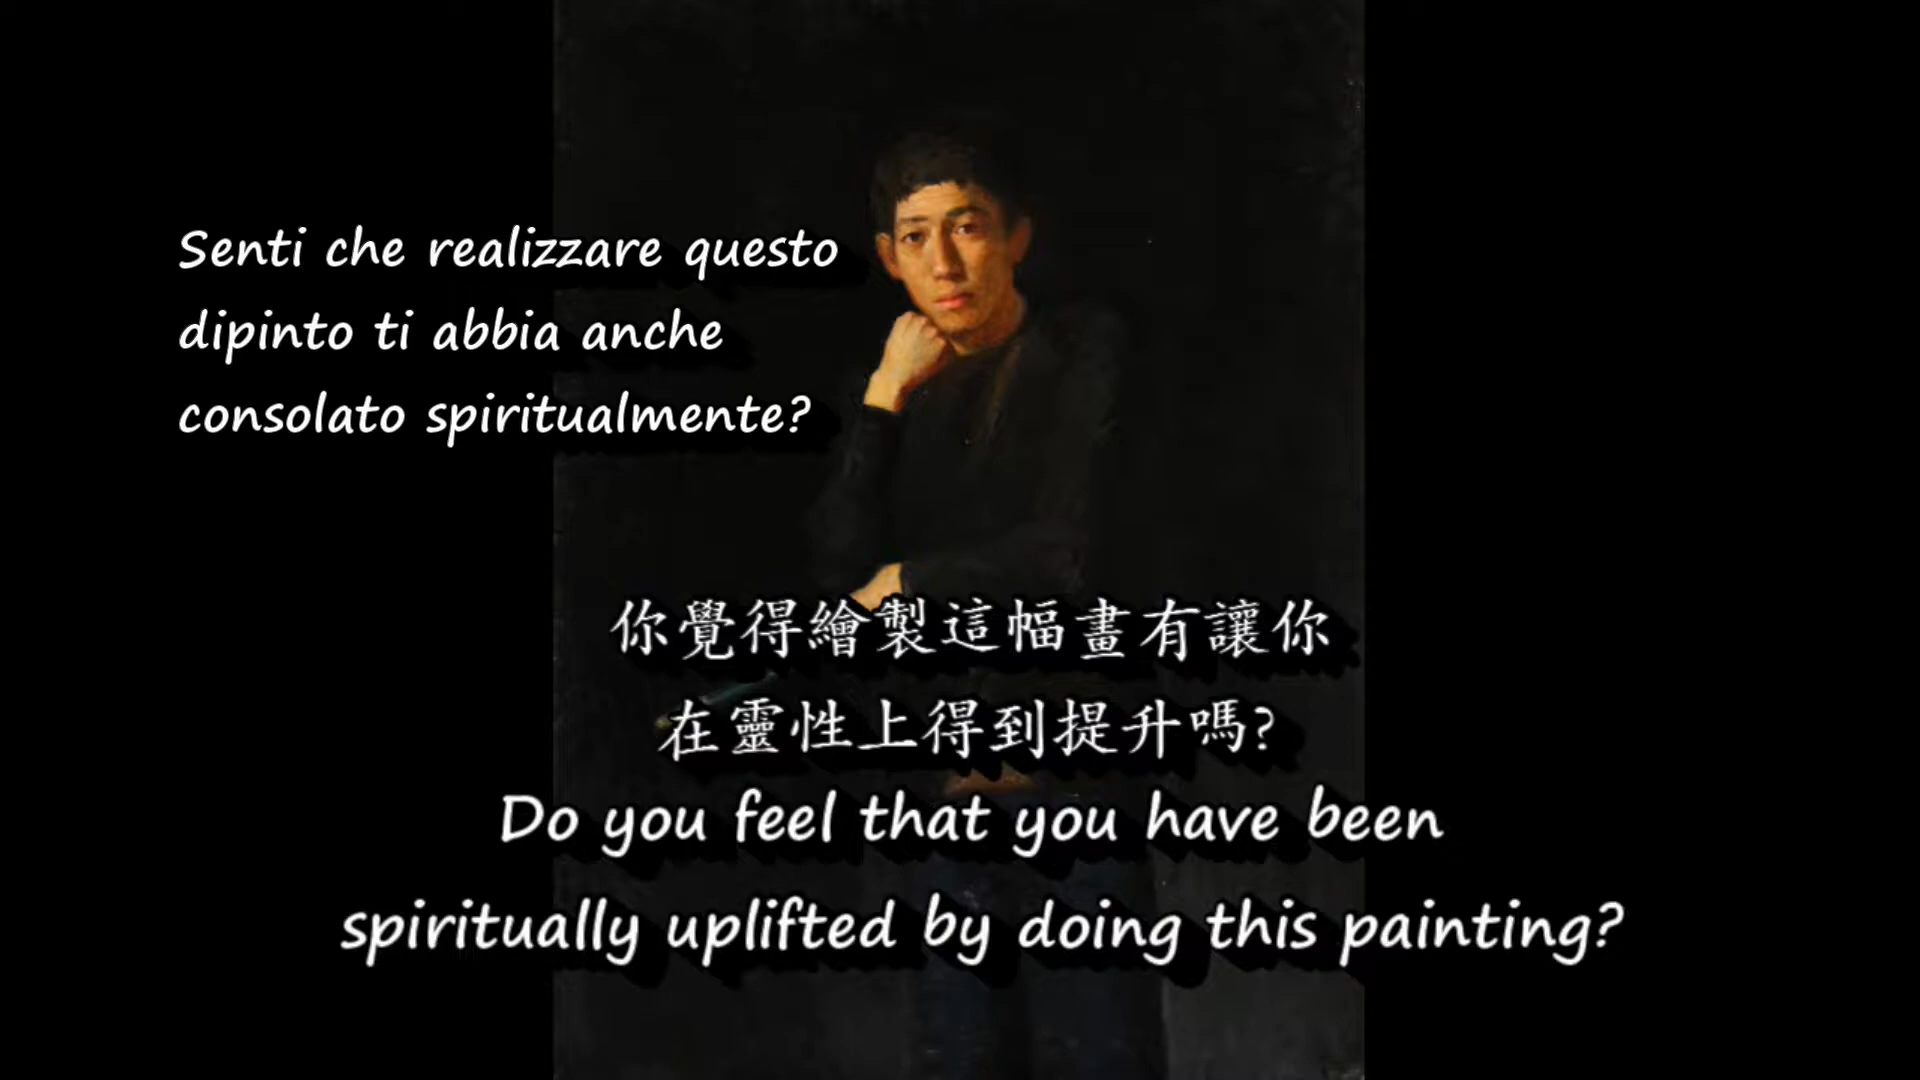 Senti che realizzare questo
dipinto ti abbia anche
consolato spiritualmente?
你覺得繪製這幅畫有讓你
在靈性上得到提升嗎?
Do you feel that you have been
spiritually uplifted by doing this painting?